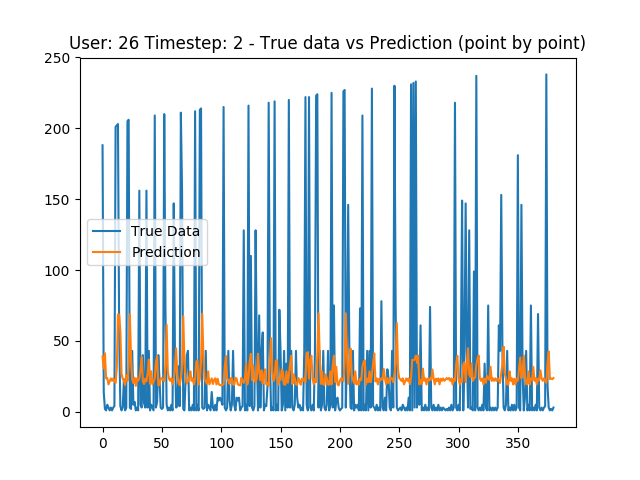 User: 26 Timestep: 2 - True data vs Prediction (point by point)
250
200
150
100
50
0
True Data
Prediction
0 50 100 150 200 250 300 350